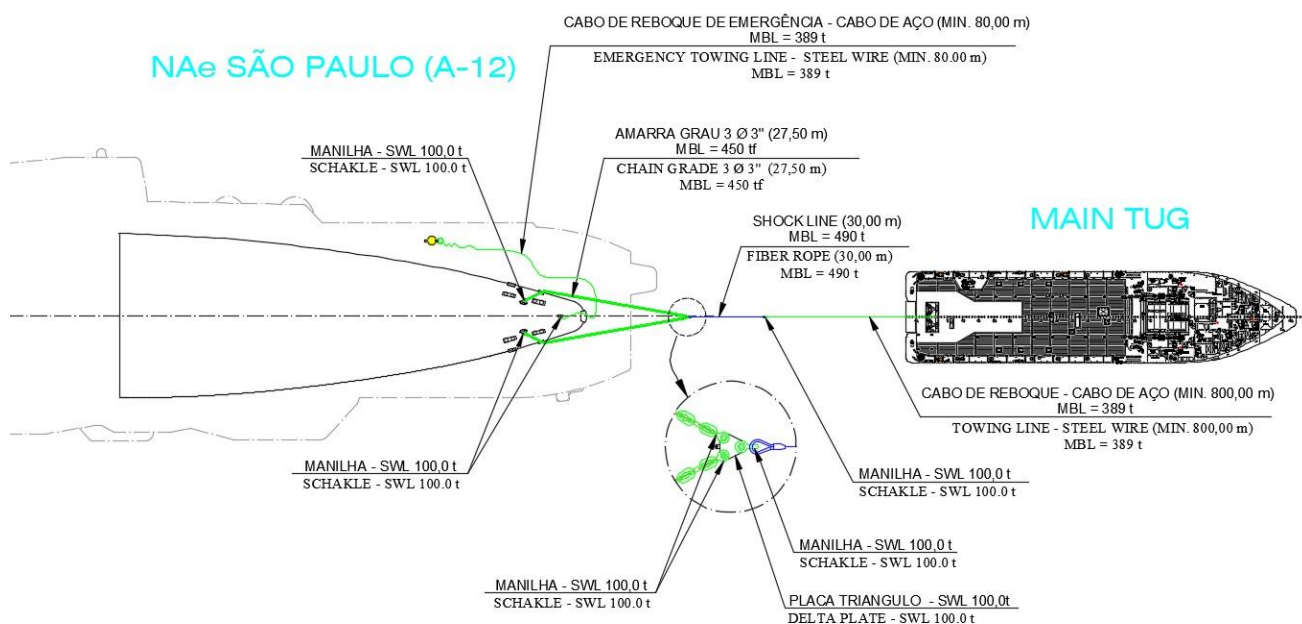 CABO DE REBOQUE DE EMERGÊNCIA - CABO DE AÇO (MIN. 80,00 m)
MBL = 389 t
EMERGENCY TOWING LINE - STEEL WIRE (MIN. 80.00 m)
MBL = 389 t
NAe SÃO PAULO (A-12)
MANILHA - SWL 100,0 t
SCHAKLE - SWL 100.0 t
AMARRA GRAU 3 Ø 3" (27,50 m)
MBL = 450 tf
CHAIN GRADE 3 Ø 3" (27,50 m)
MBL = 450 tf
SHOCK LINE (30,00 m)
MBL = 490 t
FIBER ROPE (30,00 m)
MBL = 490 t
MAIN TUG
CABO DE REBOQUE - CABO DE AÇO (MIN. 800,00 m)
MBL = 389 t
TOWING LINE - STEEL WIRE (MIN. 800,00 m)
MBL = 389 t
MANILHA - SWL 100,0 t
SCHAKLE - SWL 100.0 t
MANILHA - SWL 100,0 t
SCHAKLE - SWL 100.0 t
MANILHA - SWL 100,0 t
SCHAKLE - SWL 100.0 t
MANILHA - SWL 100,0 t
SCHAKLE - SWL 100.0 t
PLACA TRIANGULO - SWL 100,0t
DELTA PLATE - SWL 100.0 t